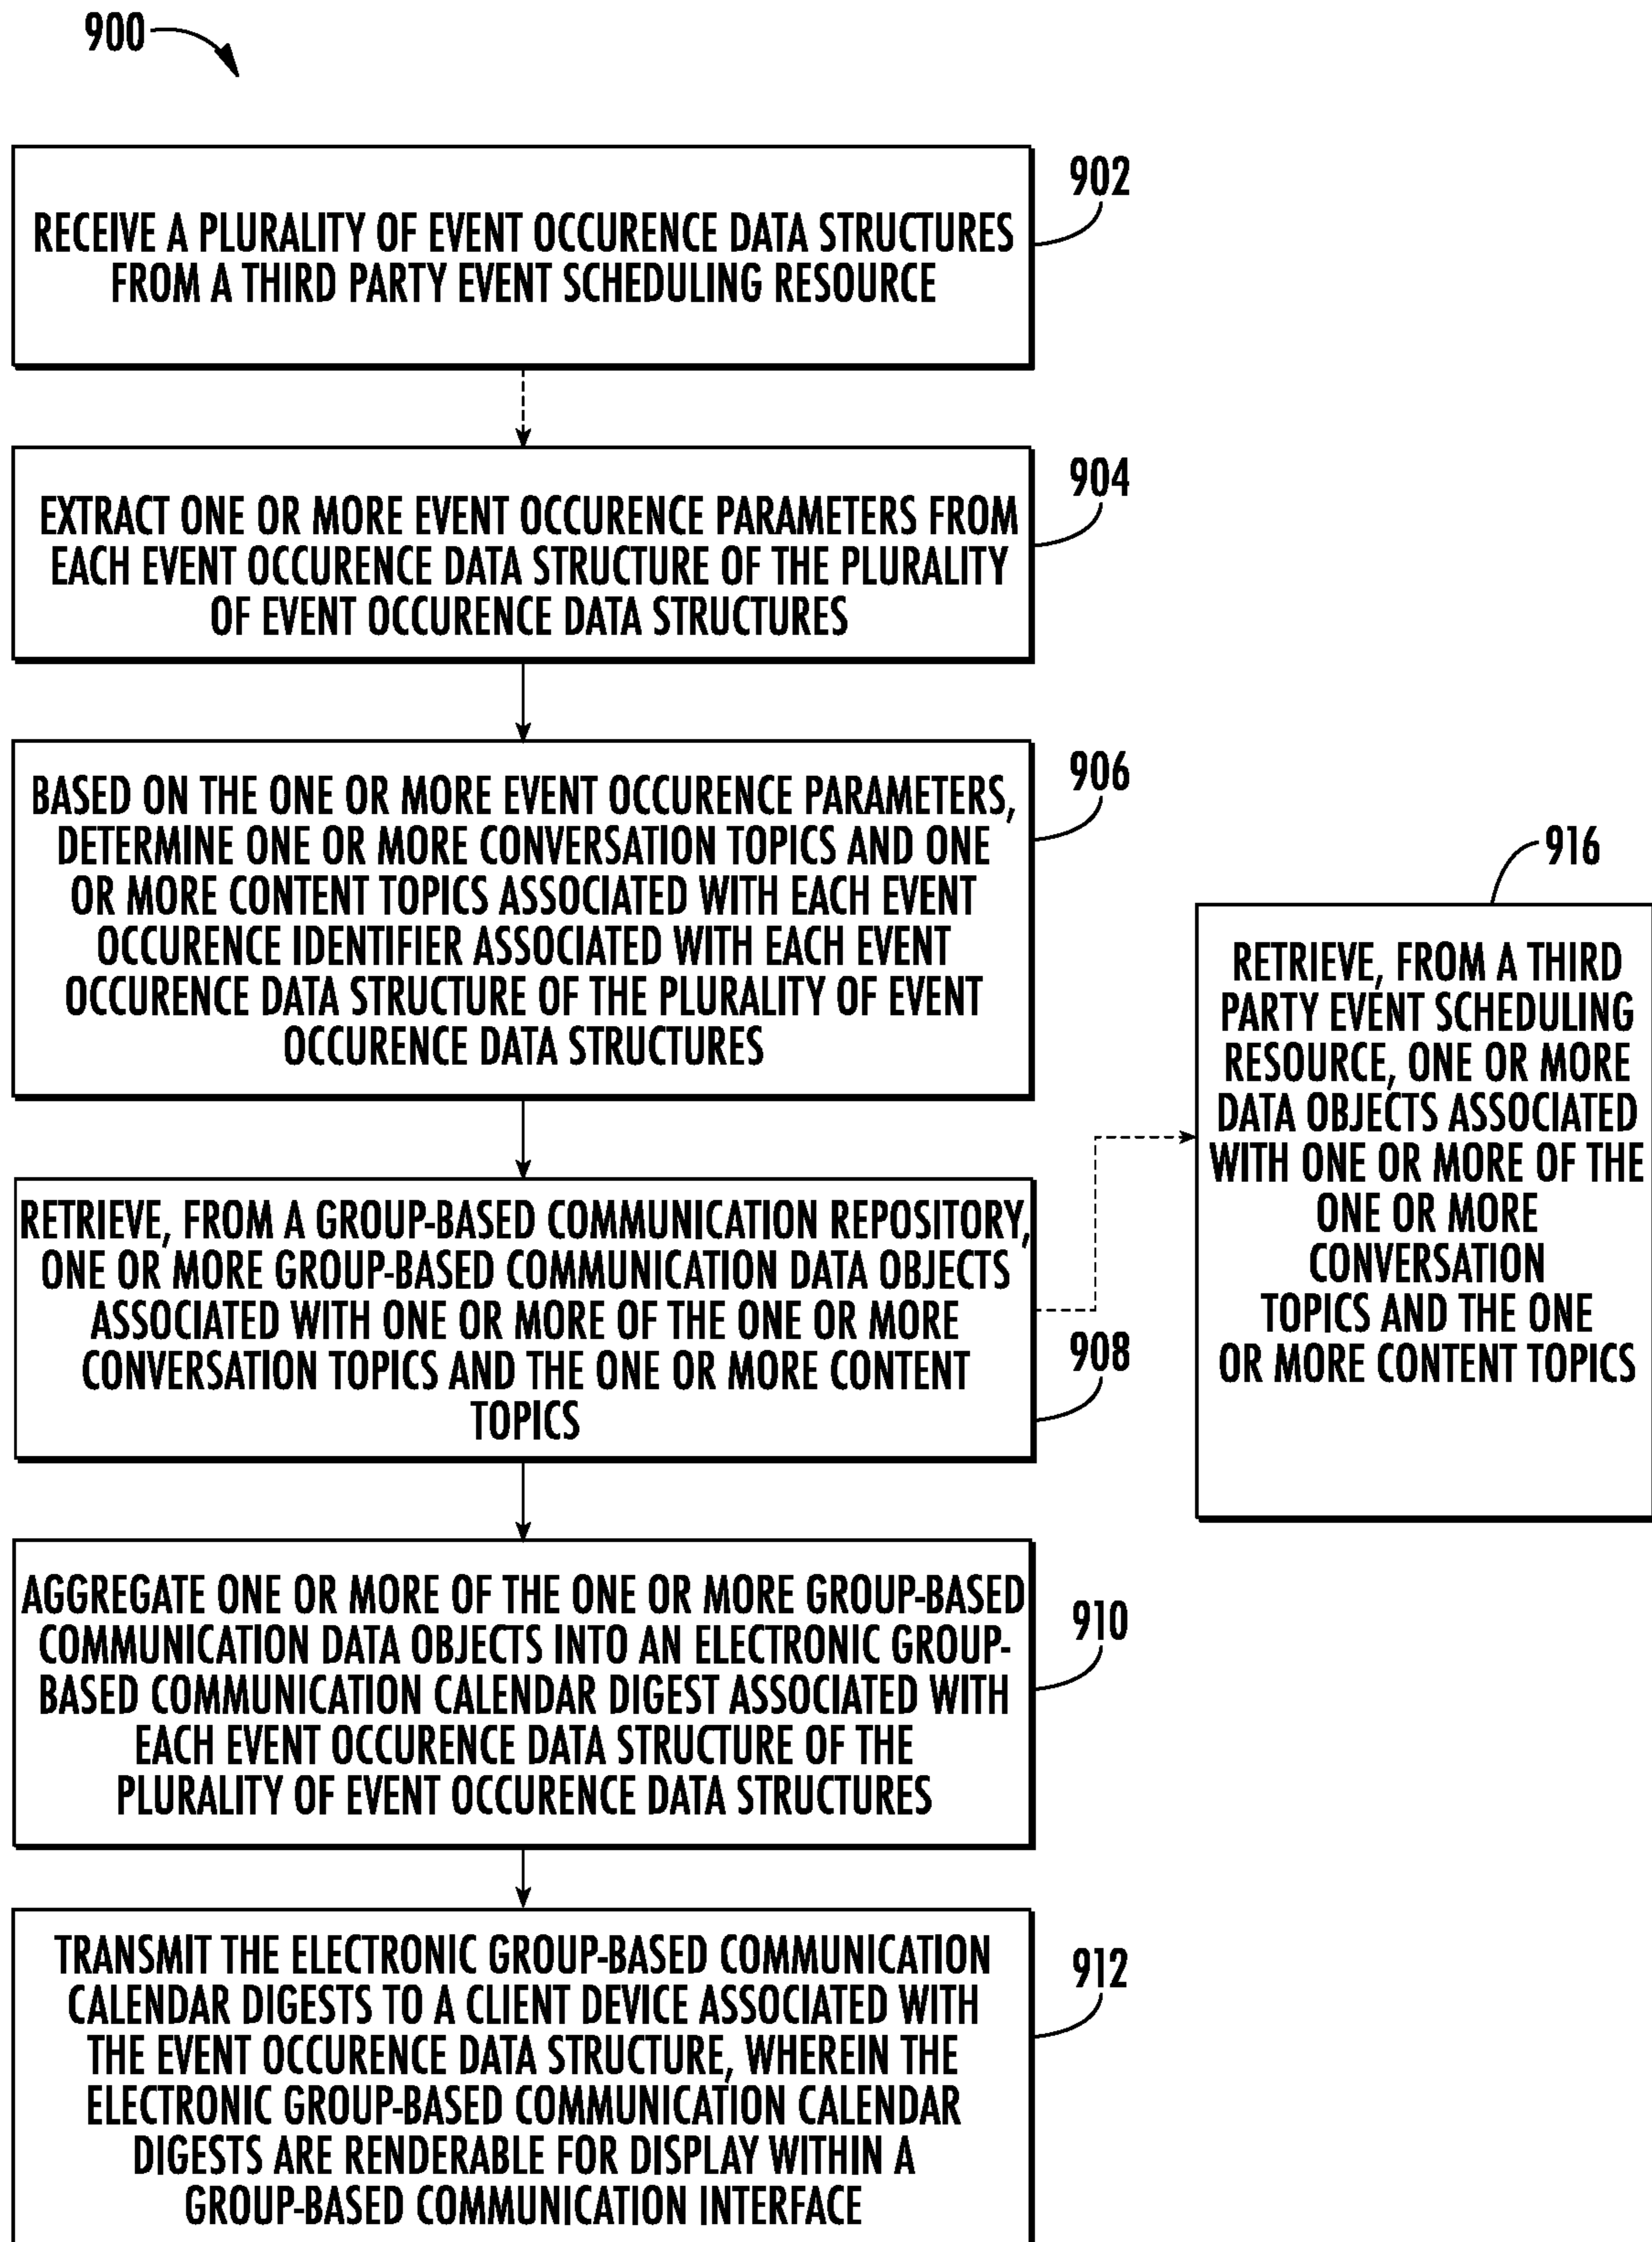 900
902
RECEIVE A PLURALITY OF EVENT OCCURENCE DATA STRUCTURES
FROM A THIRD PARTY EVENT SCHEDULING RESOURCE
904
EXTRACT ONE OR MORE EVENT OCCURENCE PARAMETERS FROM
EACH EVENT OCCURENCE DATA STRUCTURE OF THE PLURALITY
OF EVENT OCCURENCE DATA STRUCTURES
906
BASED ON THE ONE OR MORE EVENT OCCURENCE PARAMETERS,
DETERMINE ONE OR MORE CONVERSATION TOPICS AND ONE
OR MORE CONTENT TOPICS ASSOCIATED WITH EACH EVENT
OCCURENCE IDENTIFIER ASSOCIATED WITH EACH EVENT
OCCURENCE DATA STRUCTURE OF THE PLURALITY OF EVENT
OCCURENCE DATA STRUCTURES
916
RETRIEVE, FROM A THIRD
PARTY EVENT SCHEDULING
RESOURCE, ONE OR MORE
DATA OBJECTS ASSOCIATED
WITH ONE OR MORE OF THE
ONE OR MORE
CONVERSATION
TOPICS AND THE ONE
OR MORE CONTENT TOPICS
RETRIEVE, FROM A GROUP-BASED COMMUNICATION REPOSITORY,
ONE OR MORE GROUP-BASED COMMUNICATION DATA OBJECTS
ASSOCIATED WITH ONE OR MORE OF THE ONE OR MORE
CONVERSATION TOPICS AND THE ONE OR MORE CONTENT
TOPICS
908
AGGREGATE ONE OR MORE OF THE ONE OR MORE GROUP-BASED
COMMUNICATION DATA OBJECTS INTO AN ELECTRONIC GROUP-
BASED COMMUNICATION CALENDAR DIGEST ASSOCIATED WITH
EACH EVENT OCCURENCE DATA STRUCTURE OF THE
PLURALITY OF EVENT OCCURENCE DATA STRUCTURES
910
TRANSMIT THE ELECTRONIC GROUP-BASED COMMUNICATION
CALENDAR DIGESTS TO A CLIENT DEVICE ASSOCIATED WITH
THE EVENT OCCURENCE DATA STRUCTURE, WHEREIN THE
ELECTRONIC GROUP-BASED COMMUNICATION CALENDAR
DIGESTS ARE RENDERABLE FOR DISPLAY WITHIN A
GROUP-BASED COMMUNICATION INTERFACE
912